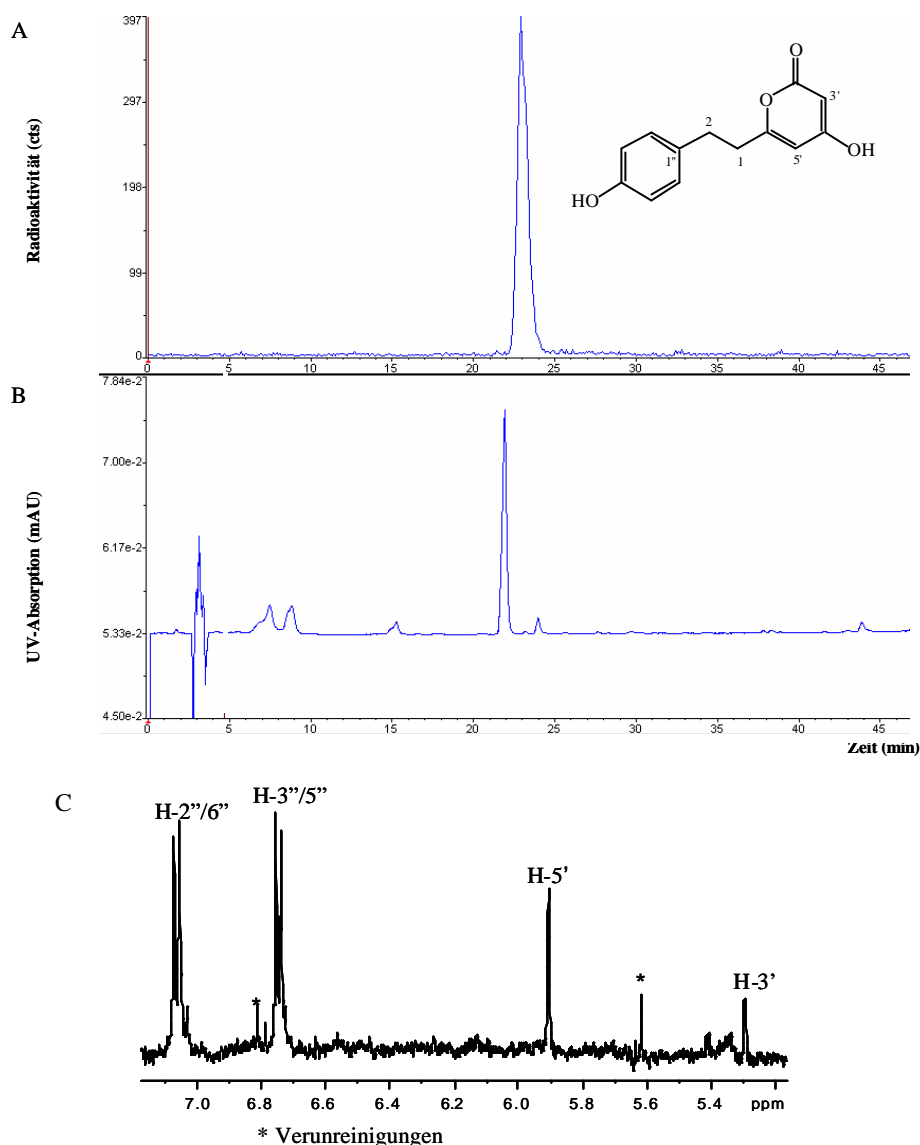 A
Radioaktivität (cts)
397
297
198
99
0
0 5 10 15 20 25 30 35 40 45
O
O
3'
2
1''
1
5'
OH
HO
B
UV-Absorption (mAU)
7.84e-2
7.00e-2
6.17e-2
5.33e-2
4.50e-2
0 5 10 15 20 25 30 35 40 45
Zeit (min)
C
H-2”/6”
H-3”/5”
H-5’
H-3’
*
*
7.0 6.8 6.6 6.4 6.2 6.0 5.8 5.6 5.4 ppm
* Verunreinigungen